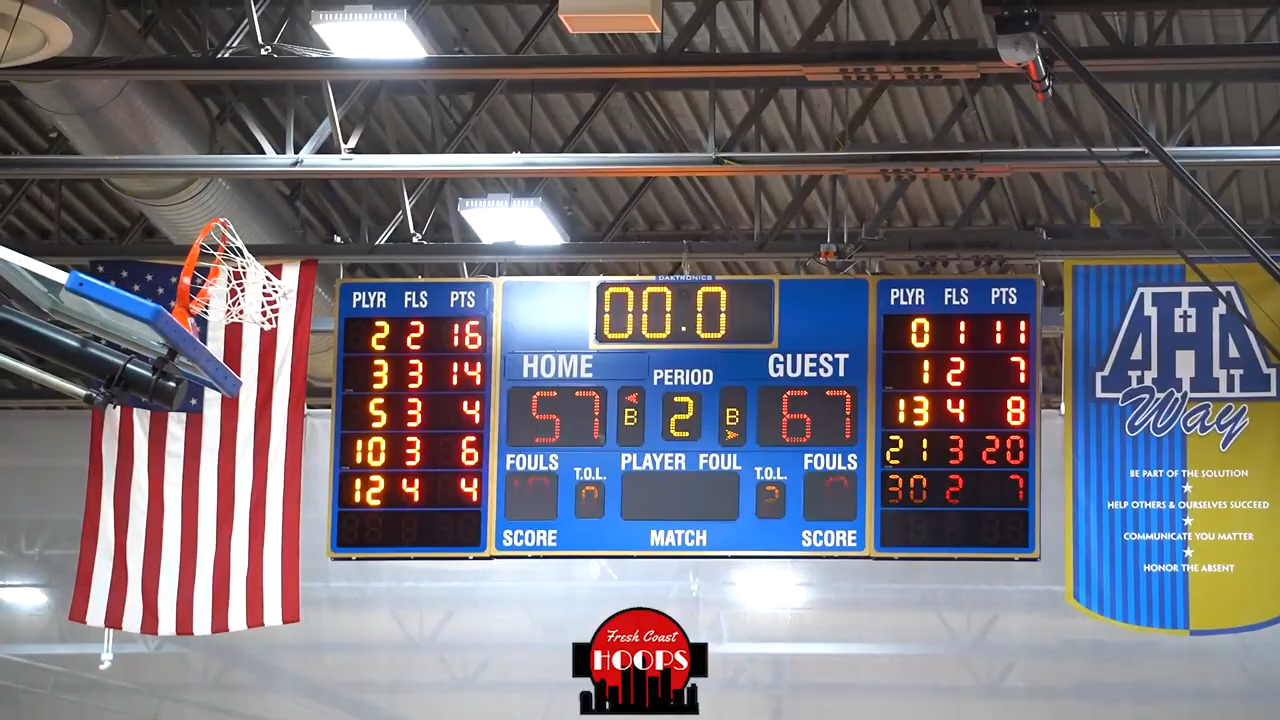 DAKTRONICS
PLYR FLS PTS
2 2 16
3 3 14
5 3 4
10 3 6
12 4 4
00.0
HOME
GUEST
PERIOD
57
B
2
B
67
FOULS
T.O.L.
PLAYER FOUL
T.O.L.
FOULS
SCORE
MATCH
SCORE
PLYR FLS PTS
0 1 11
1 2 7
13 4 8
21 3 20
30 2 7
AHA
Way
BE PART OF THE SOLUTION
HELP OTHERS & OURSELVES SUCCEED
COMMUNICATE YOU MATTER
HONOR THE ABSENT
Fresh Coast
HOOPS